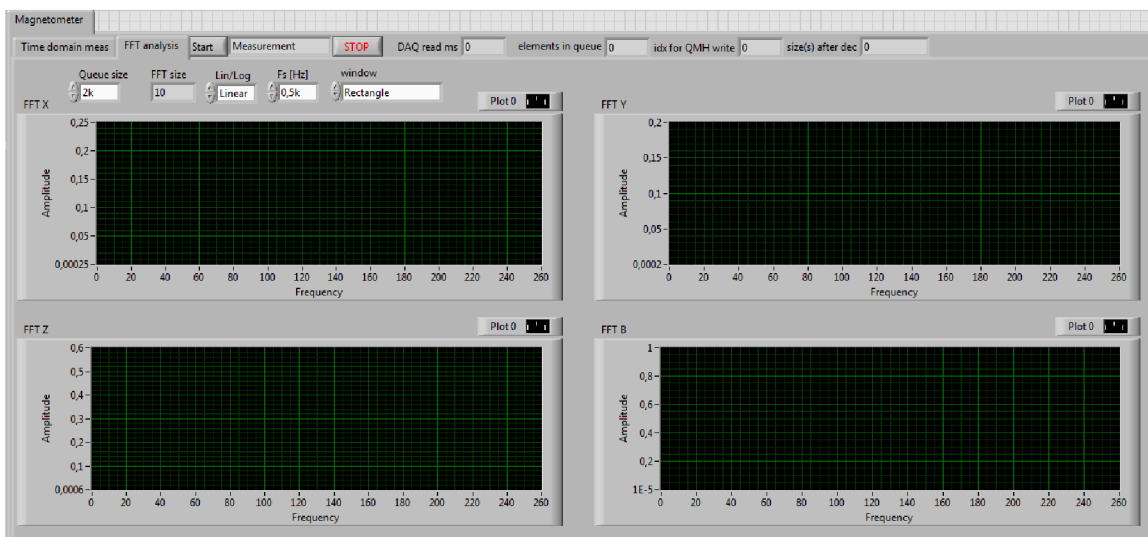 Magnetometer
Time domain meas FFT analysis Start Measurement STOP DAQ read ms 0 elements in queue 0 idx for QMH write 0 size(s) after dec 0
Queue size FFT size Lin/Log Fs [Hz] window
2k 10 Linear 0,5k Rectangle
FFT X Plot 0
0,25
0,2
0,15
0,1
0,05
0,00025
Amplitude
0 20 40 60 80 100 120 140 160 180 200 220 240 260
Frequency
FFT Y Plot 0
0,2
0,15
0,1
0,05
0,0002
Amplitude
0 20 40 60 80 100 120 140 160 180 200 220 240 260
Frequency
FFT Z Plot 0
0,6
0,5
0,4
0,3
0,2
0,1
0,0006
Amplitude
0 20 40 60 80 100 120 140 160 180 200 220 240 260
Frequency
FFT B Plot 0
1
0,8
0,6
0,4
0,2
1E-5
Amplitude
0 20 40 60 80 100 120 140 160 180 200 220 240 260
Frequency